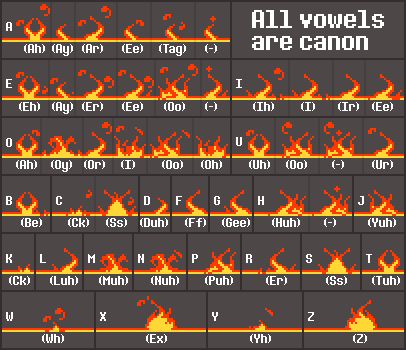 All vowels
are canon
A (Ah) (Ay) (Ar) (Ee) (Tag) (-)
E (Eh) (Ay) (Er) (Ee) (Oo) (-)
I (Ih) (I) (Ir) (Ee)
O (Ah) (Oy) (Or) (I) (Oo) (Oh)
U (Uh) (Oo) (-) (Ur)
B (Be) C (Ck) (Ss) D (Duh) F (Ff) G (Gee) H (Huh) (-) J (Yuh)
K (Ck) L (Luh) M (Muh) N (Nuh) P (Puh) R (Er) S (Ss) T (Tuh)
W (Wh) X (Ex) Y (Yh) Z (Z)